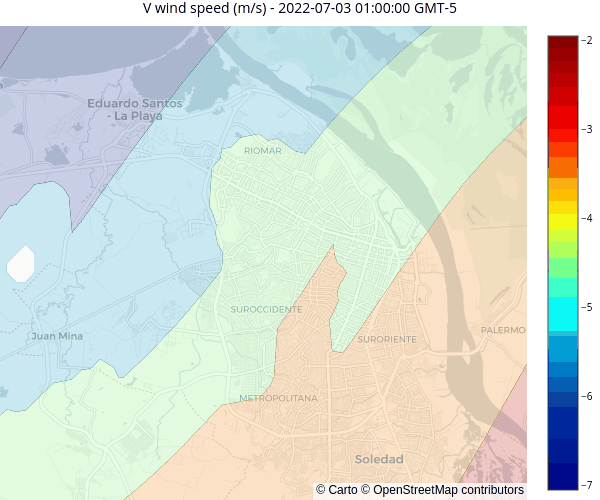 V wind speed (m/s) - 2022-07-03 01:00:00 GMT-5
−2
Eduardo Santos
- La Playa
−3
RIOMAR
−4
SUROCCIDENTE
−5
Juan Mina
SURORIENTE
PALERMO
−6
METROPOLITANA
Soledad
−7
© Carto © OpenStreetMap contributors